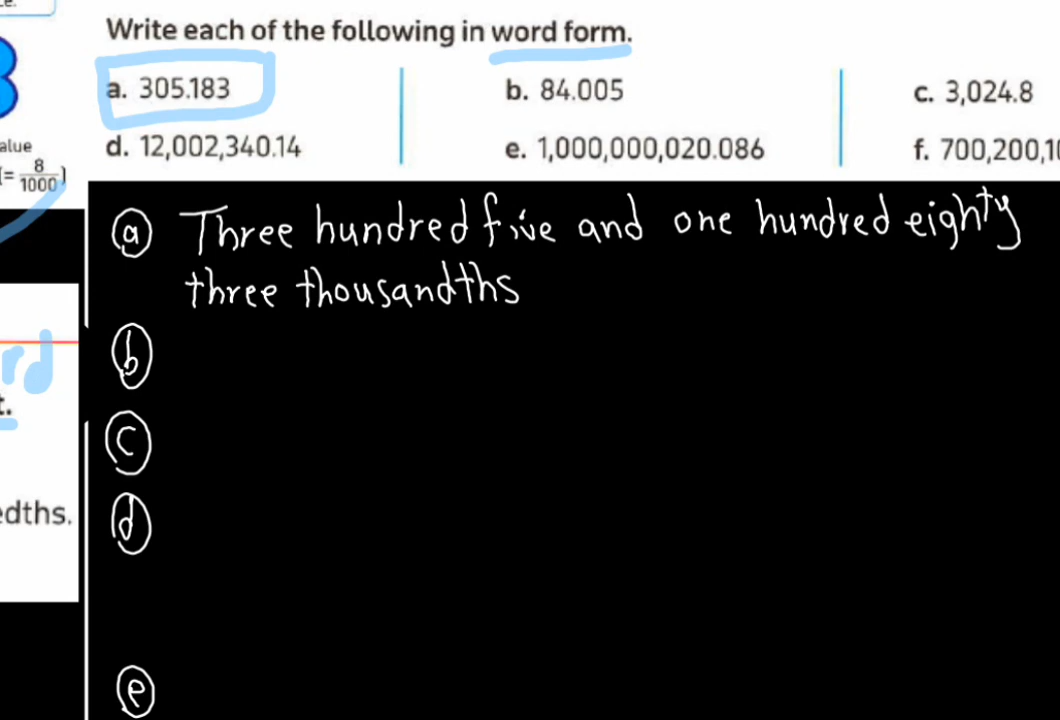 Write each of the following in word form.
a. 305.183
b. 84.005
c. 3,024.8
alue
d. 12,002,340.14
e. 1,000,000,020.086
f. 700,200,1
(= 8/1000)
ⓐ Three hundred five and one hundred eighty
three thousandths
ⓑ
rd
t.
ⓒ
edths.
ⓓ
ⓔ